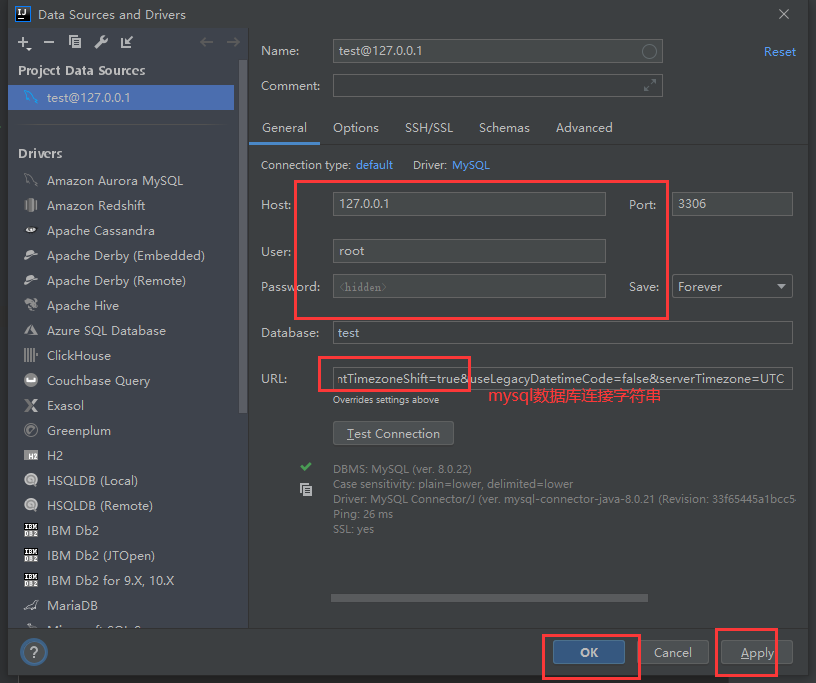 Data Sources and Drivers
Project Data Sources
test@127.0.0.1
Drivers
Amazon Aurora MySQL
Amazon Redshift
Apache Cassandra
Apache Derby (Embedded)
Apache Derby (Remote)
Apache Hive
Azure SQL Database
ClickHouse
Couchbase Query
Exasol
Greenplum
H2
HSQLDB (Local)
HSQLDB (Remote)
IBM Db2
IBM Db2 (JTOpen)
IBM Db2 for 9.X, 10.X
MariaDB
Name: test@127.0.0.1 Reset
Comment:
General Options SSH/SSL Schemas Advanced
Connection type: default Driver: MySQL
Host: 127.0.0.1 Port: 3306
User: root
Password: <hidden> Save: Forever
Database: test
URL: ntTimezoneShift=true&useLegacyDatetimeCode=false&serverTimezone=UTC
Overrides settings above
mysql数据库连接字符串
Test Connection
DBMS: MySQL (ver. 8.0.22)
Case sensitivity: plain=lower, delimited=lower
Driver: MySQL Connector/J (ver. mysql-connector-java-8.0.21 (Revision: 33f65445a1bcc5
Ping: 26 ms
SSL: yes
? OK Cancel Apply